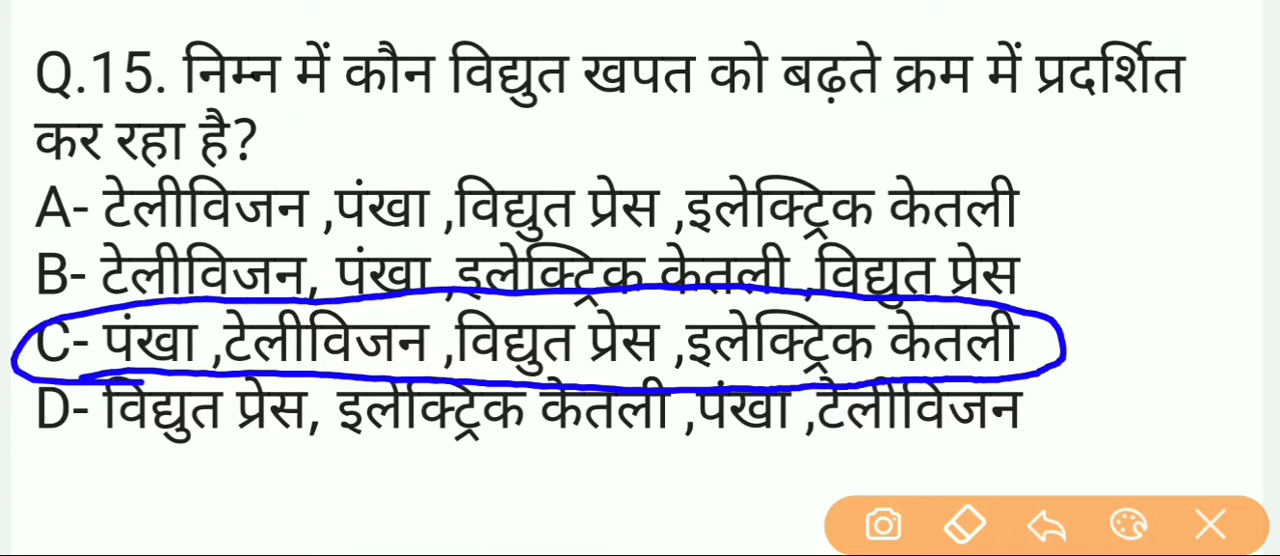 Q.15. निम्न में कौन विद्युत खपत को बढ़ते क्रम में प्रदर्शित
कर रहा है?
A- टेलीविजन ,पंखा ,विद्युत प्रेस ,इलेक्ट्रिक केतली
B- टेलीविजन, पंखा ,इलेक्ट्रिक केतली ,विद्युत प्रेस
C- पंखा ,टेलीविजन ,विद्युत प्रेस ,इलेक्ट्रिक केतली
D- विद्युत प्रेस, इलेक्ट्रिक केतली ,पंखा ,टेलीविजन